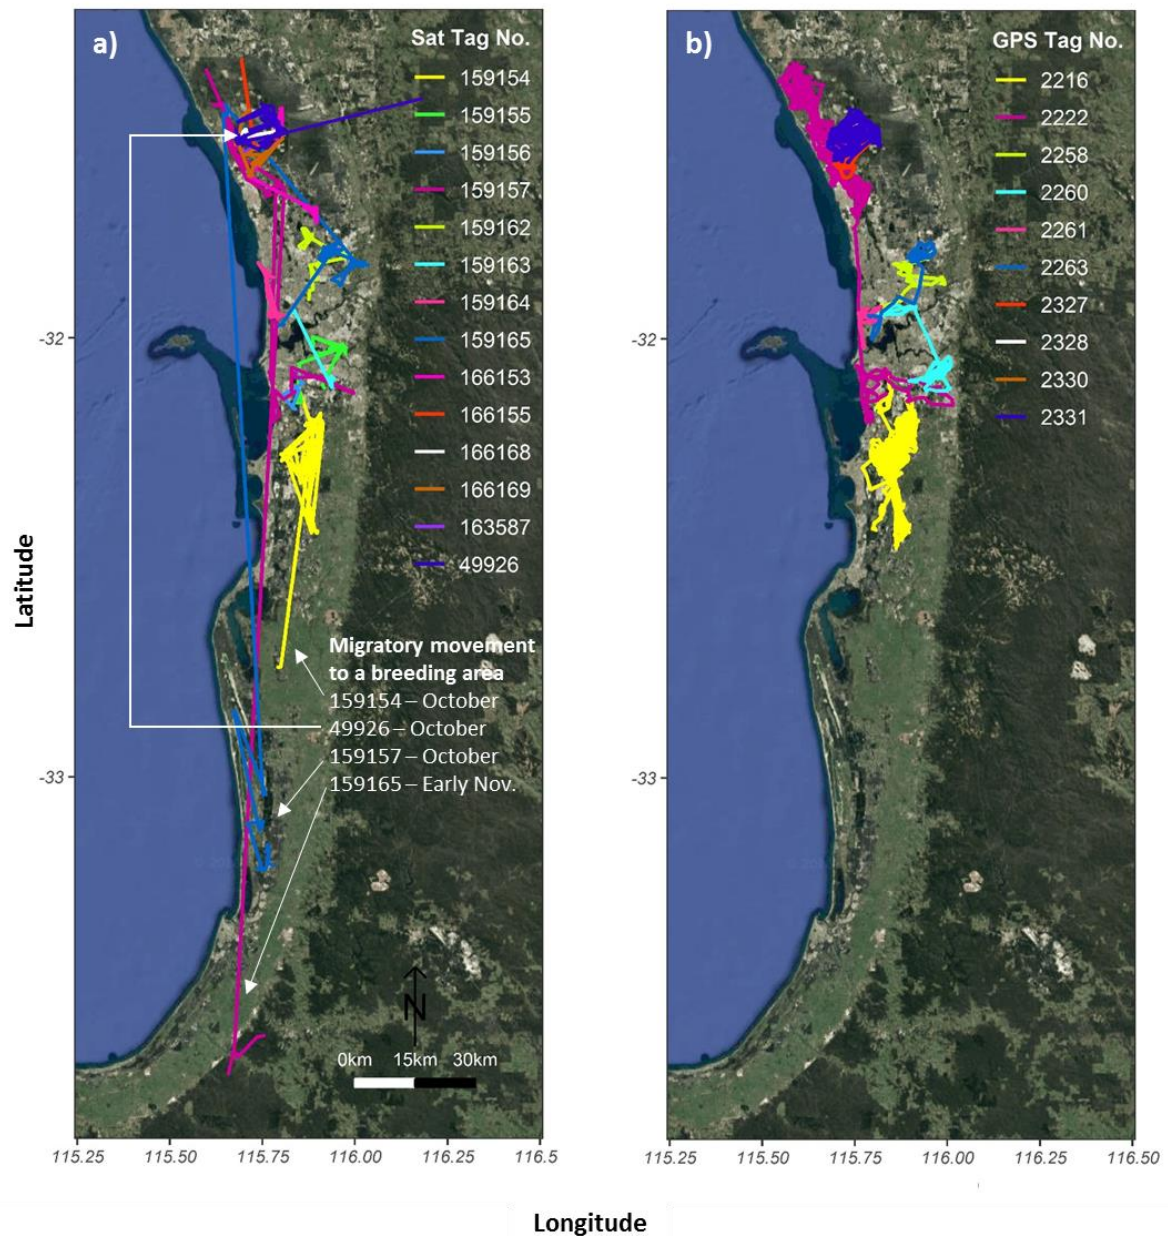 a)
Sat Tag No.
159154
159155
159156
159157
159162
159163
159164
159165
166153
166155
166168
166169
163587
49926
Migratory movement
to a breeding area
159154 – October
49926 – October
159157 – October
159165 – Early Nov.
N
0km 15km 30km
-32
-33
115.25 115.50 115.75 116.00 116.25 116.5
b)
GPS Tag No.
2216
2222
2258
2260
2261
2263
2327
2328
2330
2331
-32
-33
115.25 115.50 115.75 116.00 116.25 116.50
Latitude
Longitude